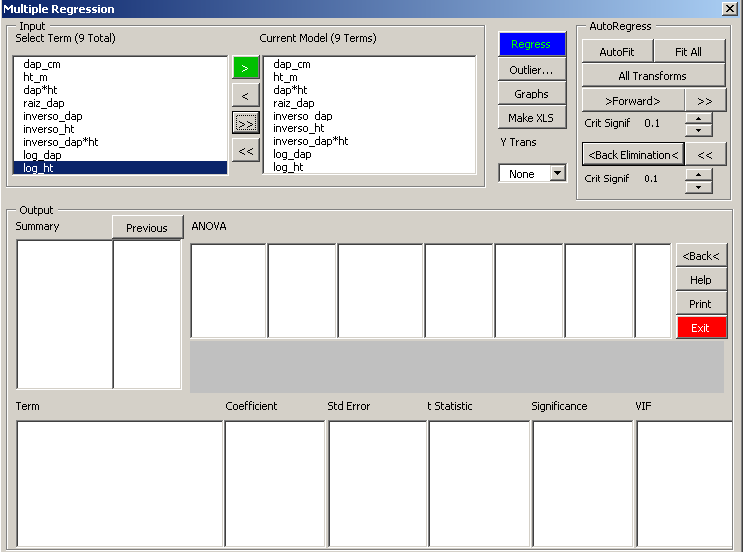 Multiple Regression
Input
Select Term (9 Total)
dap_cm
ht_m
dap*ht
raiz_dap
inverso_dap
inverso_ht
inverso_dap*ht
log_dap
log_ht
>
<
>>
<<
Current Model (9 Terms)
dap_cm
ht_m
dap*ht
raiz_dap
inverso_dap
inverso_ht
inverso_dap*ht
log_dap
log_ht
Regress
Outlier...
Graphs
Make XLS
Y Trans
None
AutoRegress
AutoFit
Fit All
All Transforms
>Forward>
>>
Crit Signif 0.1
<Back Elimination<
<<
Crit Signif 0.1
Output
Summary
Previous
ANOVA
<Back<
Help
Print
Exit
Term Coefficient Std Error t Statistic Significance VIF